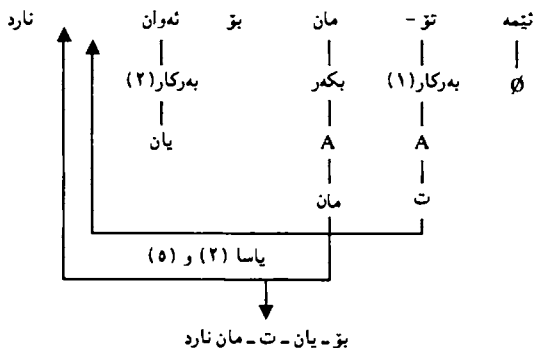 ئێمە تۆ - مان بۆ ئەوان نارد
Ø بەرکار(١) بکەر بەرکار(٢)
A A یان
ت مان
یاسا (٢) و (٥)
بۆ ـ یان ـ ت ـ مان نارد